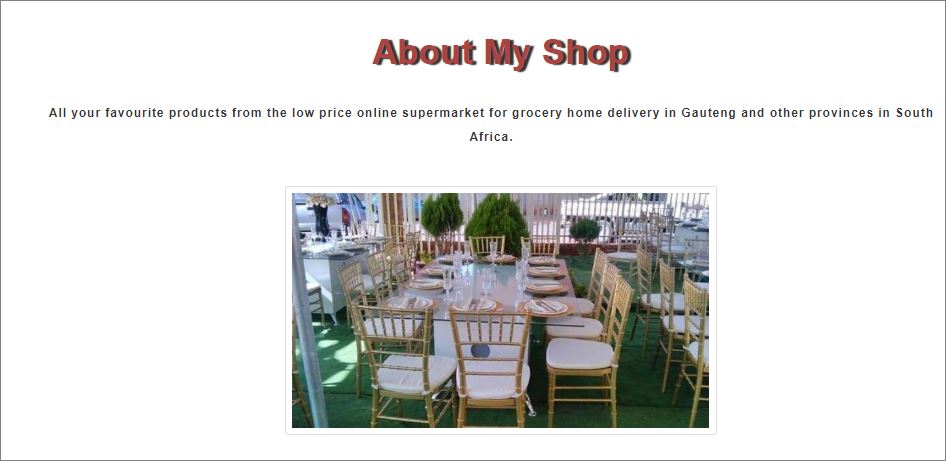 About My Shop
All your favourite products from the low price online supermarket for grocery home delivery in Gauteng and other provinces in South
Africa.